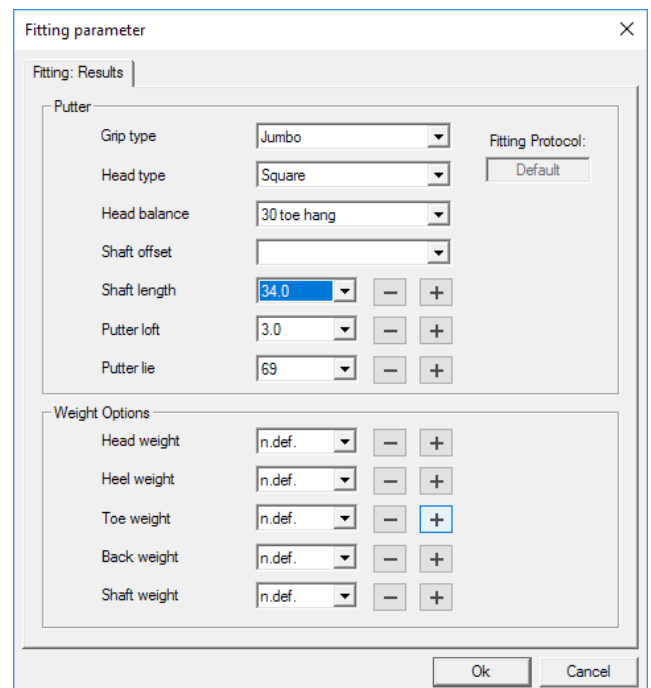 Fitting parameter
Fitting: Results
Putter
Grip type Jumbo Fitting Protocol:
Head type Square Default
Head balance 30 toe hang
Shaft offset
Shaft length 34.0 − +
Putter loft 3.0 − +
Putter lie 69 − +
Weight Options
Head weight n.def. − +
Heel weight n.def. − +
Toe weight n.def. − +
Back weight n.def. − +
Shaft weight n.def. − +
Ok Cancel